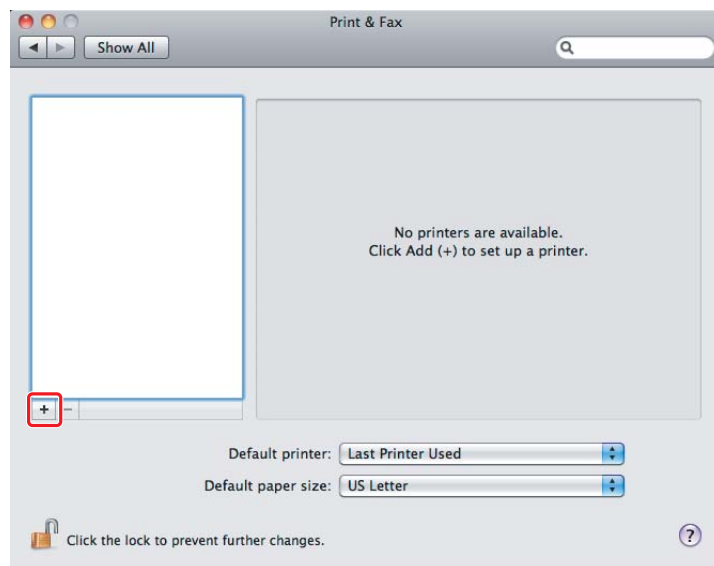 Print & Fax
Show All
No printers are available.
Click Add (+) to set up a printer.
+ −
Default printer: Last Printer Used
Default paper size: US Letter
Click the lock to prevent further changes.
?